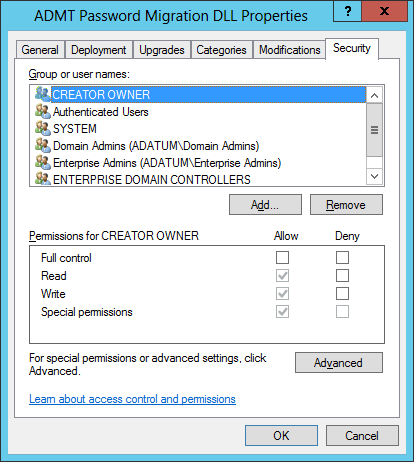 ADMT Password Migration DLL Properties
?
x
General
Deployment
Upgrades
Categories
Modifications
Security
Group or user names:
CREATOR OWNER
Authenticated Users
SYSTEM
Domain Admins (ADATUM\Domain Admins)
Enterprise Admins (ADATUM\Enterprise Admins)
ENTERPRISE DOMAIN CONTROLLERS
Add...
Remove
Permissions for CREATOR OWNER
Allow
Deny
Full control
Read
Write
Special permissions
For special permissions or advanced settings, click
Advanced.
Advanced
Learn about access control and permissions
OK
Cancel